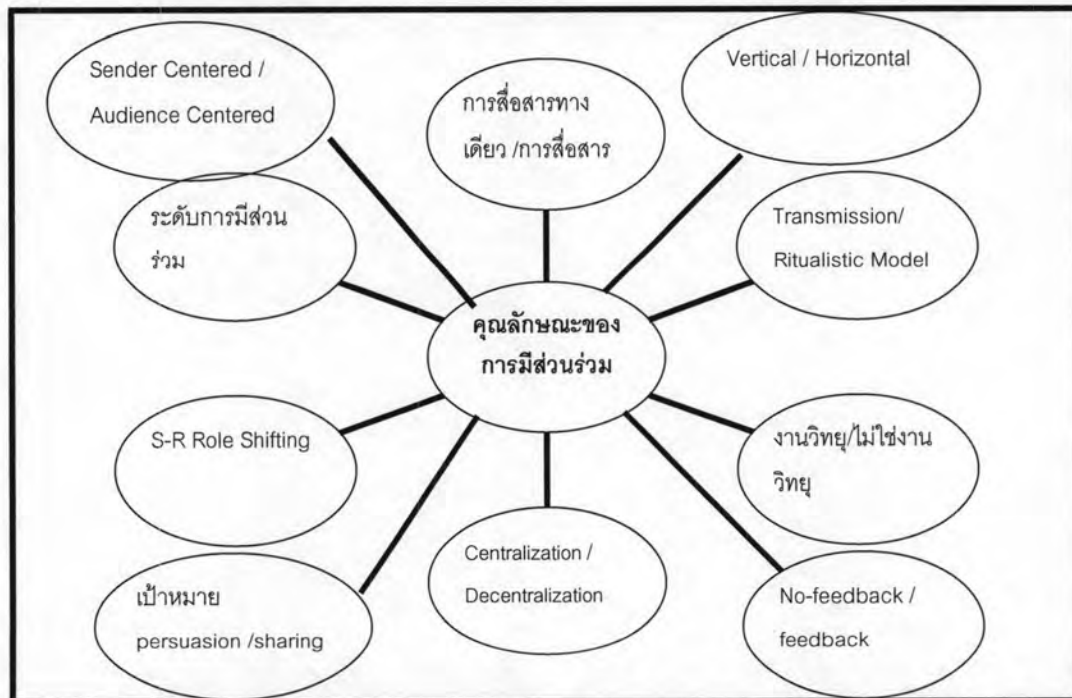 Sender Centered /
Audience Centered
การสื่อสารทาง
เดียว /การสื่อสาร
Vertical / Horizontal
ระดับการมีส่วน
ร่วม
Transmission/
Ritualistic Model
คุณลักษณะของ
การมีส่วนร่วม
S-R Role Shifting
งานวิทยุ/ไม่ใช่งาน
วิทยุ
เป้าหมาย
persuasion /sharing
Centralization /
Decentralization
No-feedback /
feedback